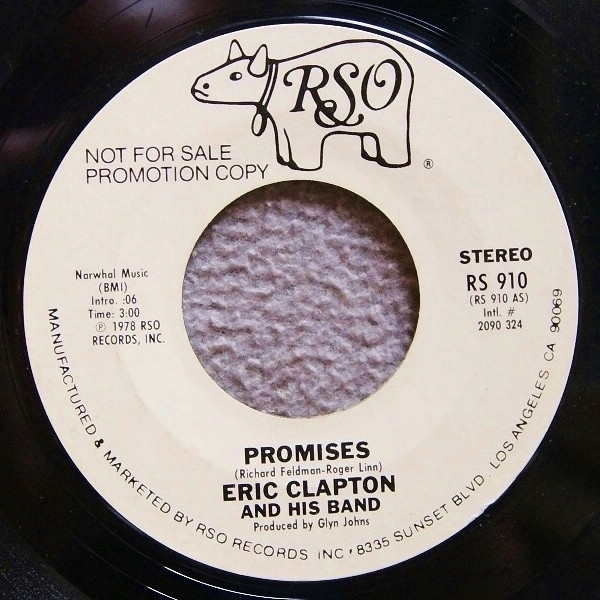 RSO
®
NOT FOR SALE
PROMOTION COPY
Narwhal Music
(BMI)
Intro. :06
Time: 3:00
℗ 1978 RSO
RECORDS, INC.
STEREO
RS 910
(RS 910 AS)
Intl. #
2090 324
PROMISES
(Richard Feldman-Roger Linn)
ERIC CLAPTON
AND HIS BAND
Produced by Glyn Johns
MANUFACTURED & MARKETED BY RSO RECORDS INC • 8335 SUNSET BLVD. LOS ANGELES CA 90069